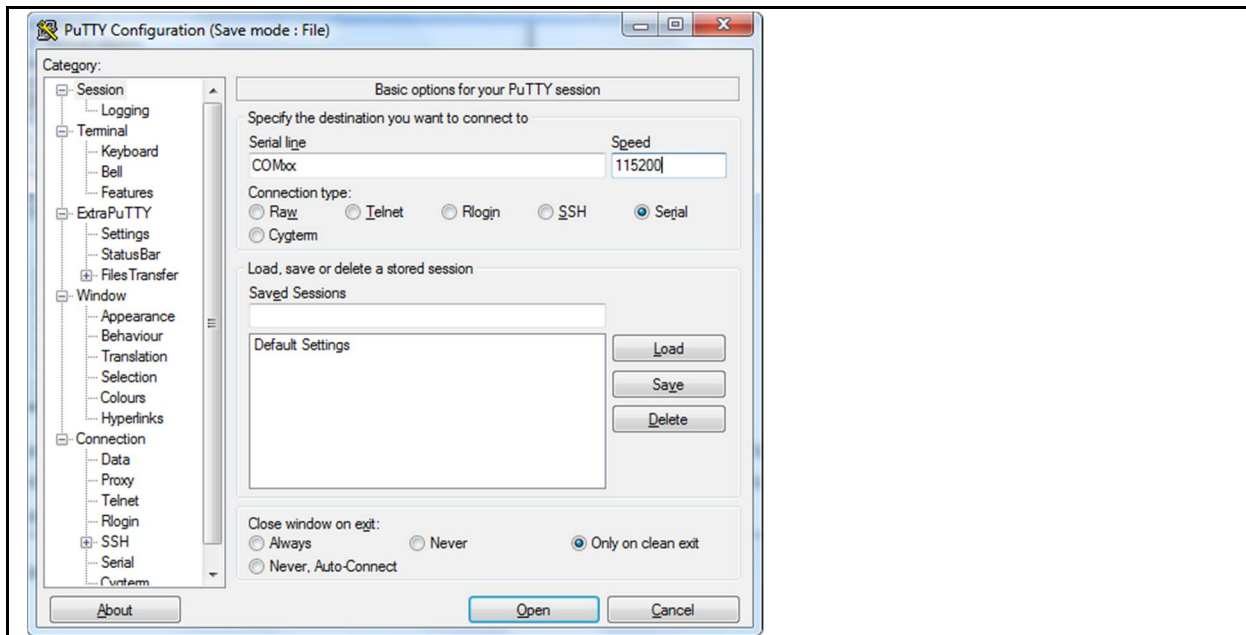 PuTTY Configuration (Save mode : File)
Category:
Session
Logging
Terminal
Keyboard
Bell
Features
ExtraPuTTY
Settings
StatusBar
FilesTransfer
Window
Appearance
Behaviour
Translation
Selection
Colours
Hyperlinks
Connection
Data
Proxy
Telnet
Rlogin
SSH
Serial
Cygterm
Basic options for your PuTTY session
Specify the destination you want to connect to
Serial line Speed
COMxx 115200
Connection type:
Raw Telnet Rlogin SSH Serial
Cygterm
Load, save or delete a stored session
Saved Sessions
Default Settings
Load
Save
Delete
Close window on exit:
Always Never Only on clean exit
Never, Auto-Connect
About Open Cancel